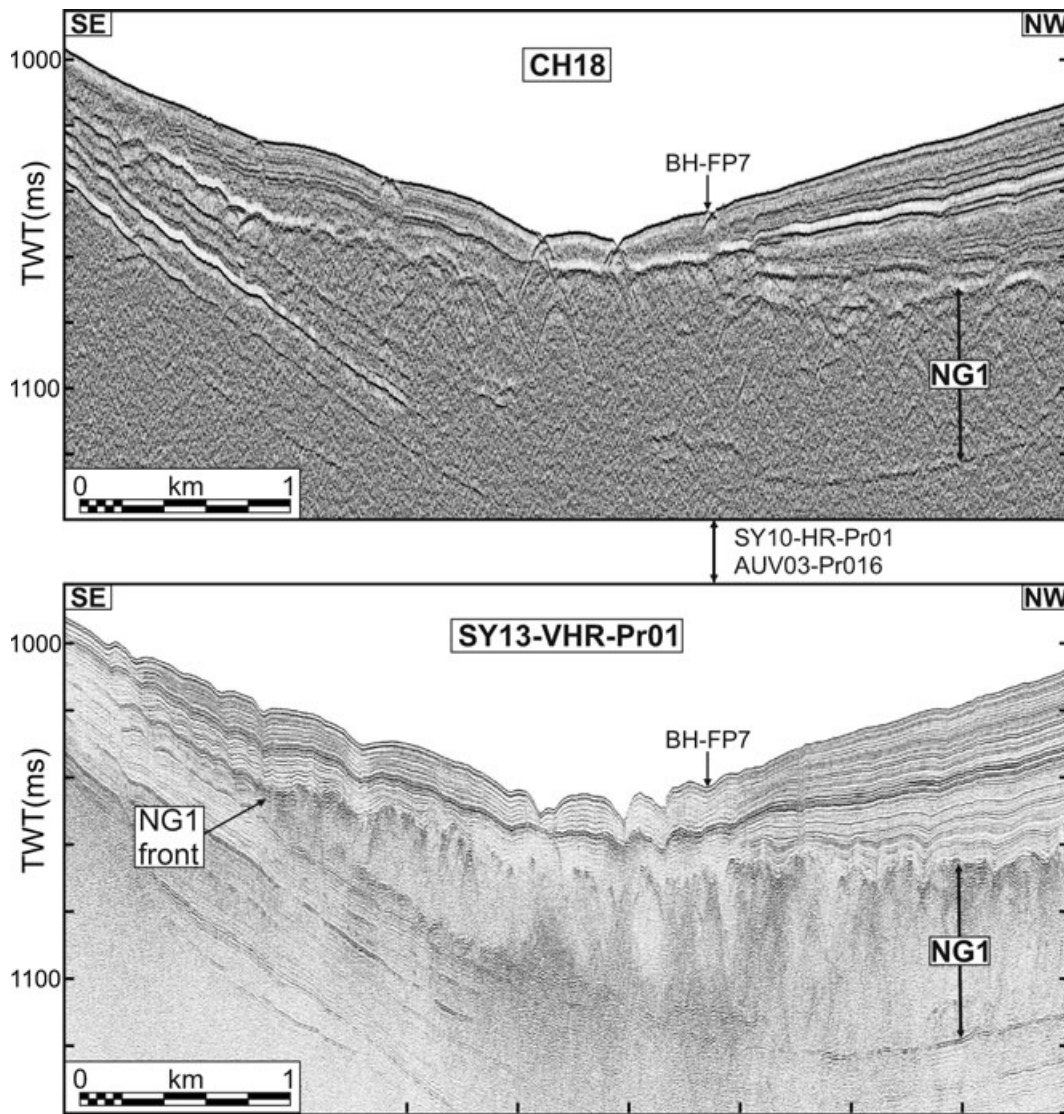 SE
NW
CH18
1000
BH-FP7
TWT(ms)
NG1
1100
0 km 1
SY10-HR-Pr01
AUV03-Pr016
SE
NW
SY13-VHR-Pr01
1000
BH-FP7
TWT(ms)
NG1
front
NG1
1100
0 km 1